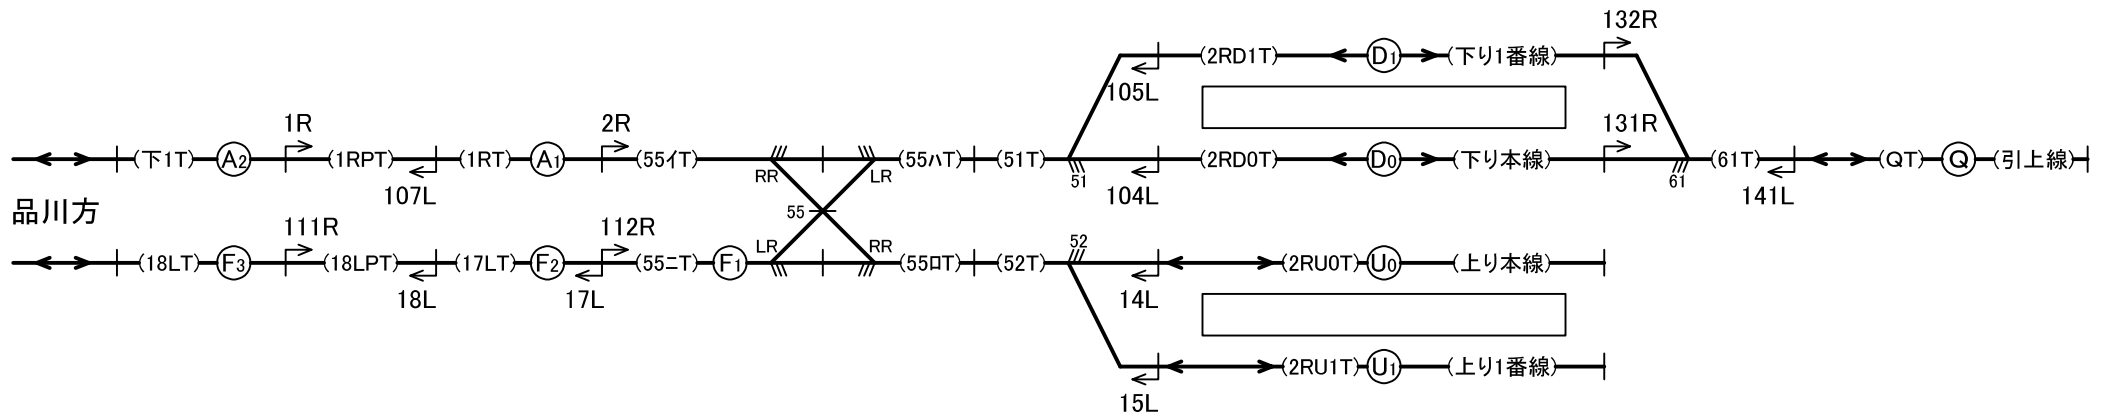 132R
(2RD1T) D1 (下り1番線)
105L
1R 2R 131R
(下1T) A2 (1RPT) (1RT) A1 (55イT) (55ハT) (51T) (2RD0T) D0 (下り本線) (61T) (QT) Q (引上線)
RR LR 51 61
107L 104L 141L
品川方 55
111R 112R LR RR 52
(18LT) F3 (18LPT) (17LT) F2 (55ニT) F1 (55ロT) (52T) (2RU0T) U0 (上り本線)
18L 17L 14L
(2RU1T) U1 (上り1番線)
15L